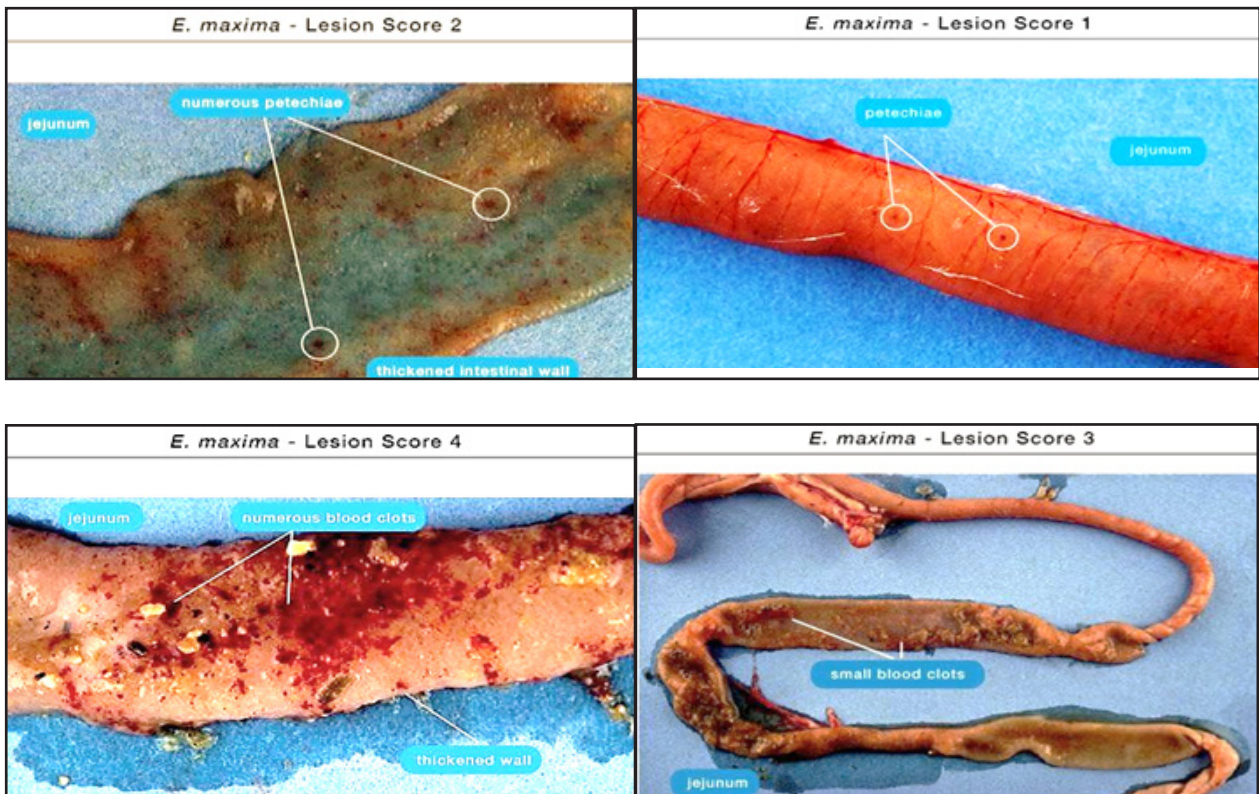 E. maxima - Lesion Score 2
numerous petechiae
jejunum
thickened intestinal wall
E. maxima - Lesion Score 1
petechiae
jejunum
E. maxima - Lesion Score 4
jejunum
numerous blood clots
thickened wall
E. maxima - Lesion Score 3
small blood clots
jejunum